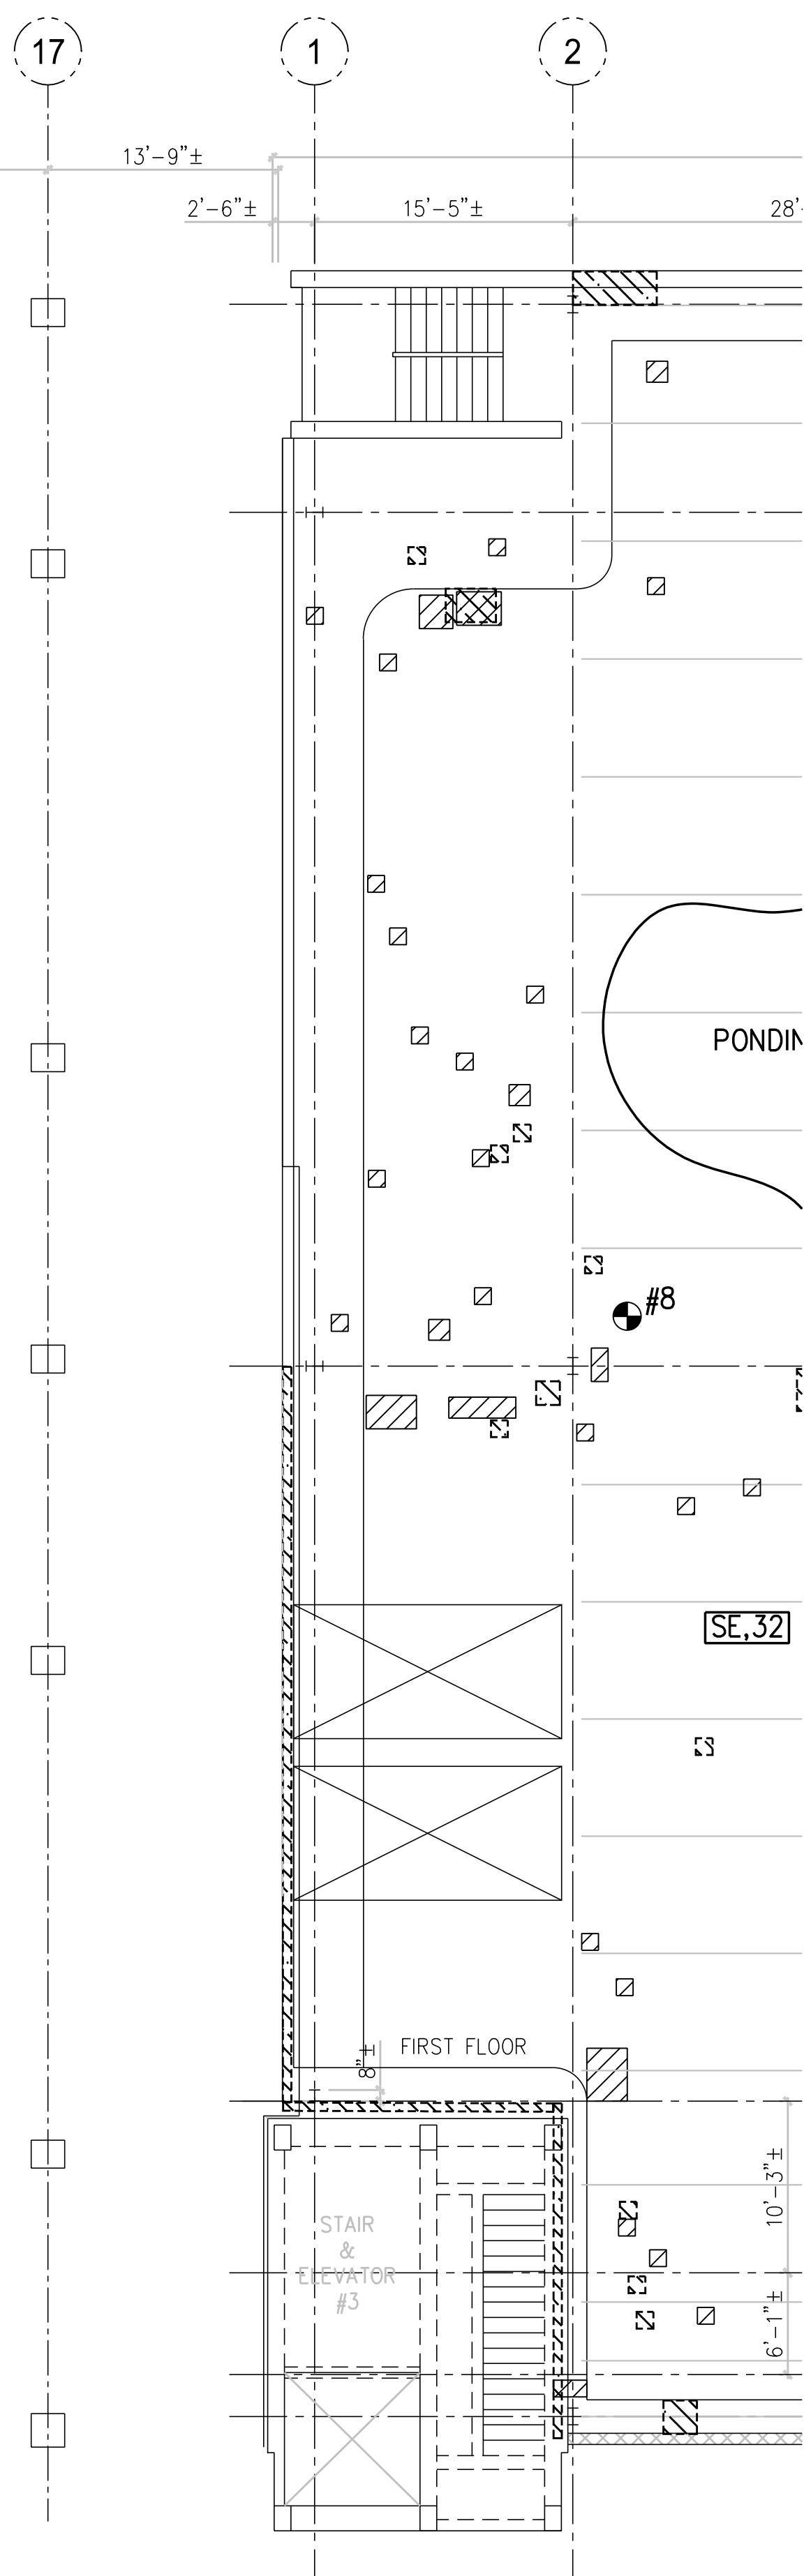 17
1
2
13'-9"±
2'-6"±
15'-5"±
28'-
PONDIN
#8
SE,32
8"±
FIRST FLOOR
10'-3"±
STAIR
&
ELEVATOR
#3
6'-1"±